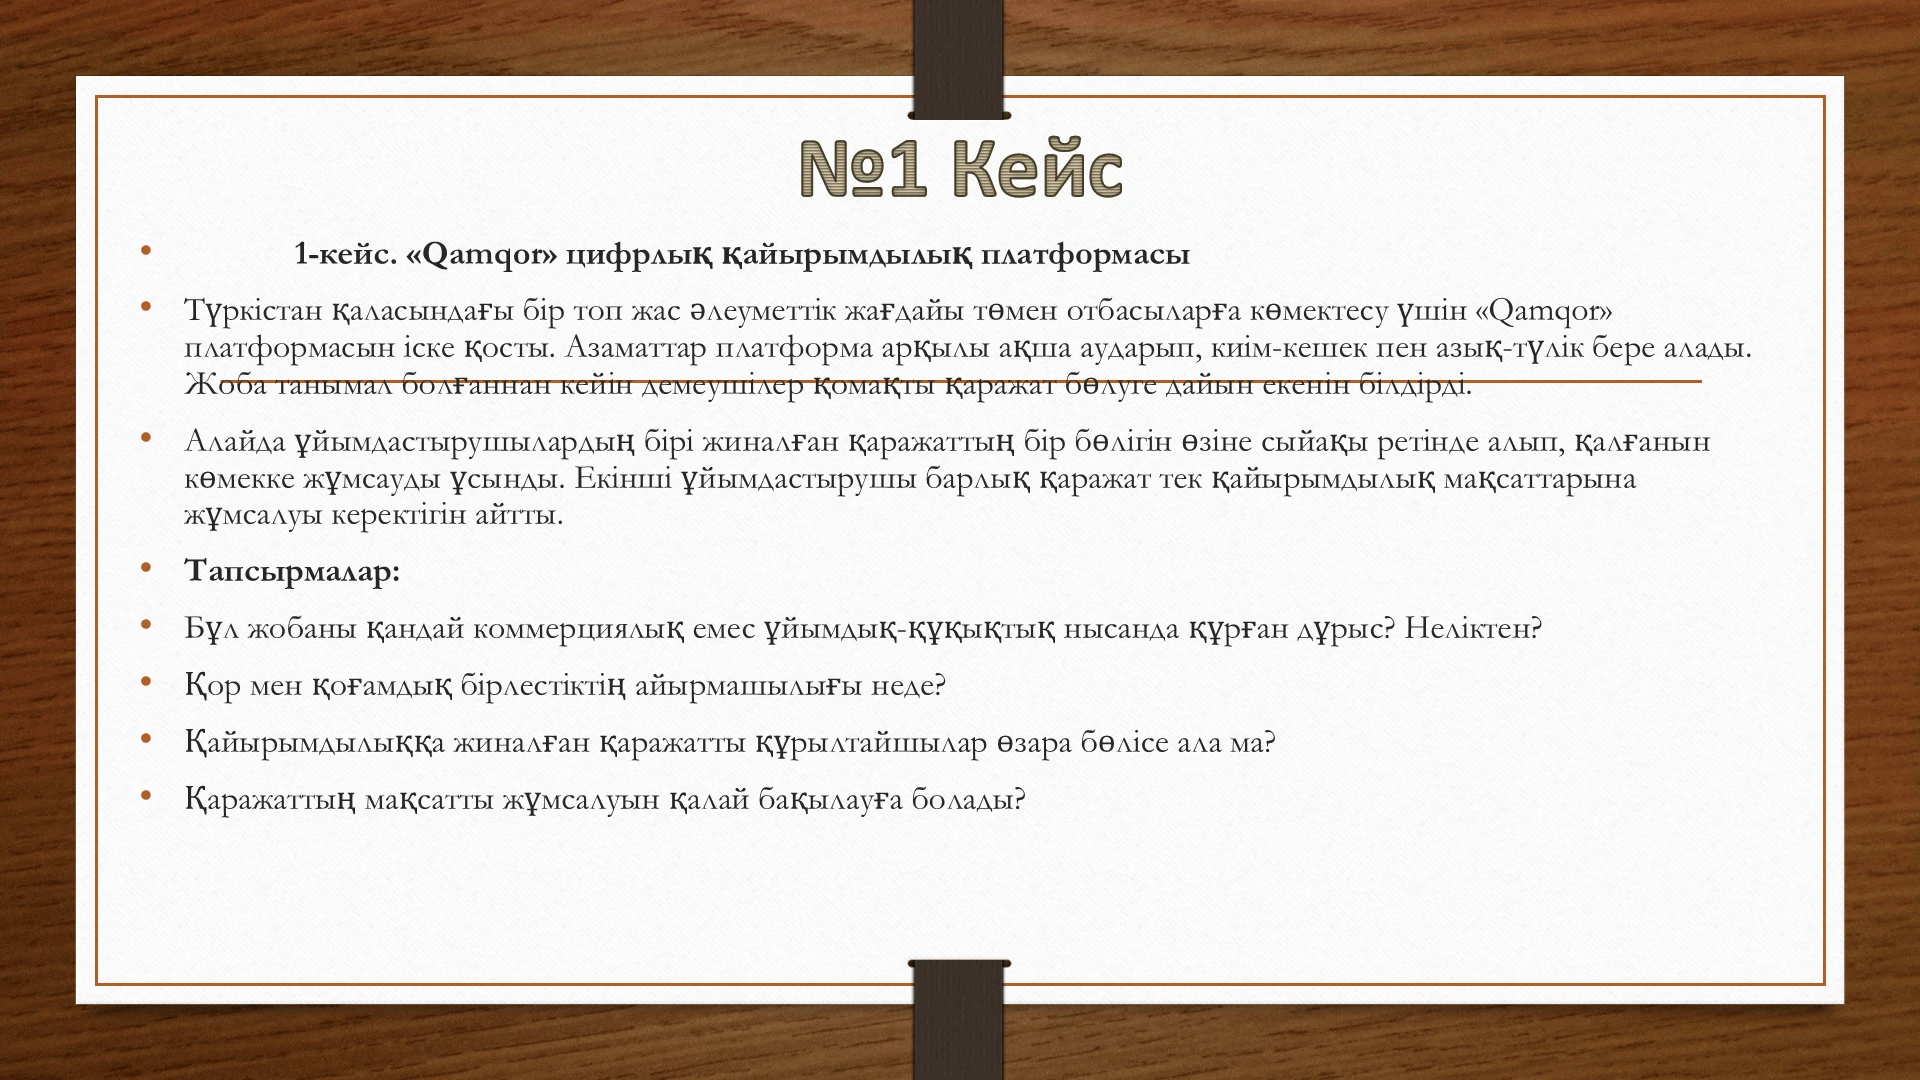 №1 Кейс
1-кейс. «Qamqor» цифрлық қайырымдылық платформасы
Түркістан қаласындағы бір топ жас әлеуметтік жағдайы төмен отбасыларға көмектесу үшін «Qamqor»
платформасын іске қосты. Азаматтар платформа арқылы ақша аударып, киім-кешек пен азық-түлік бере алады.
Жоба танымал болғаннан кейін демеушілер қомақты қаражат бөлуге дайын екенін білдірді.
Алайда ұйымдастырушылардың бірі жиналған қаражаттың бір бөлігін өзіне сыйақы ретінде алып, қалғанын
көмекке жұмсауды ұсынды. Екінші ұйымдастырушы барлық қаражат тек қайырымдылық мақсаттарына
жұмсалуы керектігін айтты.
Тапсырмалар:
Бұл жобаны қандай коммерциялық емес ұйымдық-құқықтық нысанда құрған дұрыс? Неліктен?
Қор мен қоғамдық бірлестіктің айырмашылығы неде?
Қайырымдылыққа жиналған қаражатты құрылтайшылар өзара бөлісе ала ма?
Қаражаттың мақсатты жұмсалуын қалай бақылауға болады?